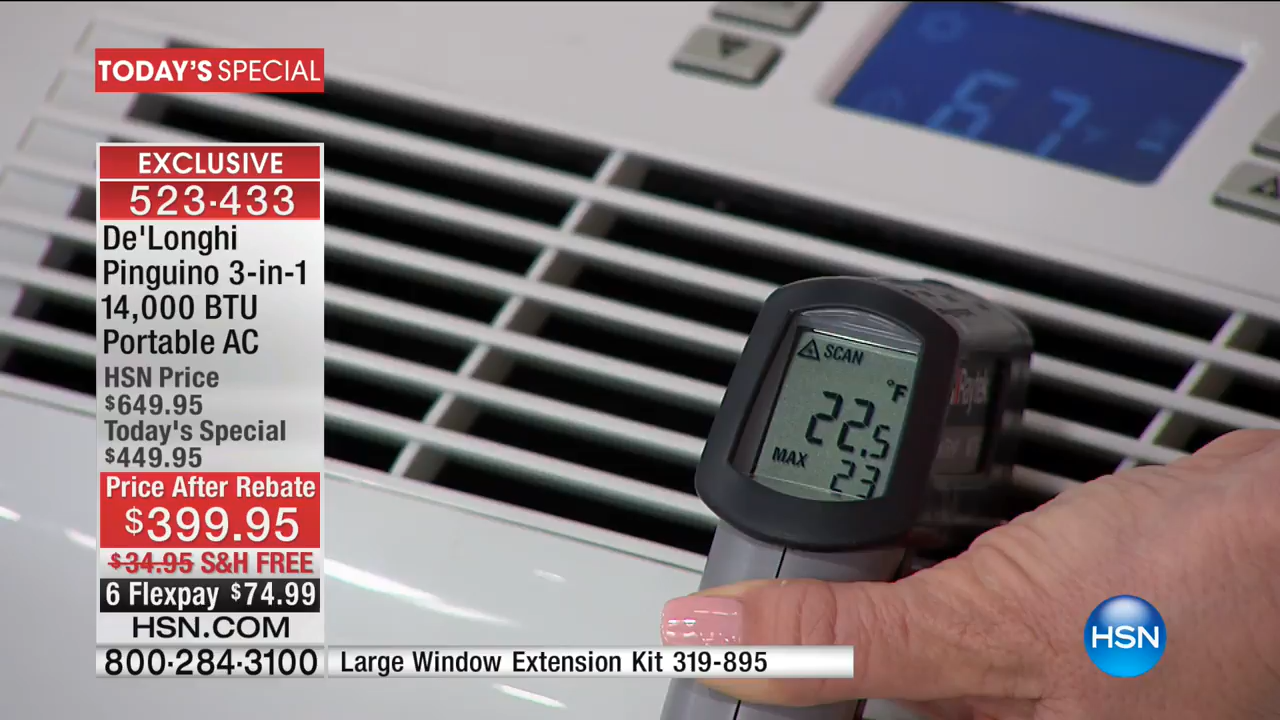 TODAY'S SPECIAL
EXCLUSIVE
523-433
De'Longhi
Pinguino 3-in-1
14,000 BTU
Portable AC
HSN Price
$649.95
Today's Special
$449.95
Price After Rebate
$399.95
$34.95 S&H FREE
6 Flexpay $74.99
HSN.COM
800-284-3100
Large Window Extension Kit 319-895
67
SCAN
°F
22.5
MAX
23
Raytek
HSN